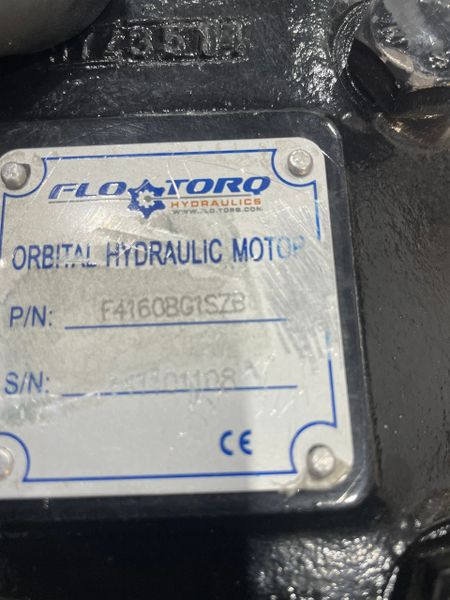 FLO TORQ
HYDRAULICS
WWW.FLO.TORQ.COM
ORBITAL HYDRAULIC MOTOR
P/N: F4160BG1SZB
S/N:
CE